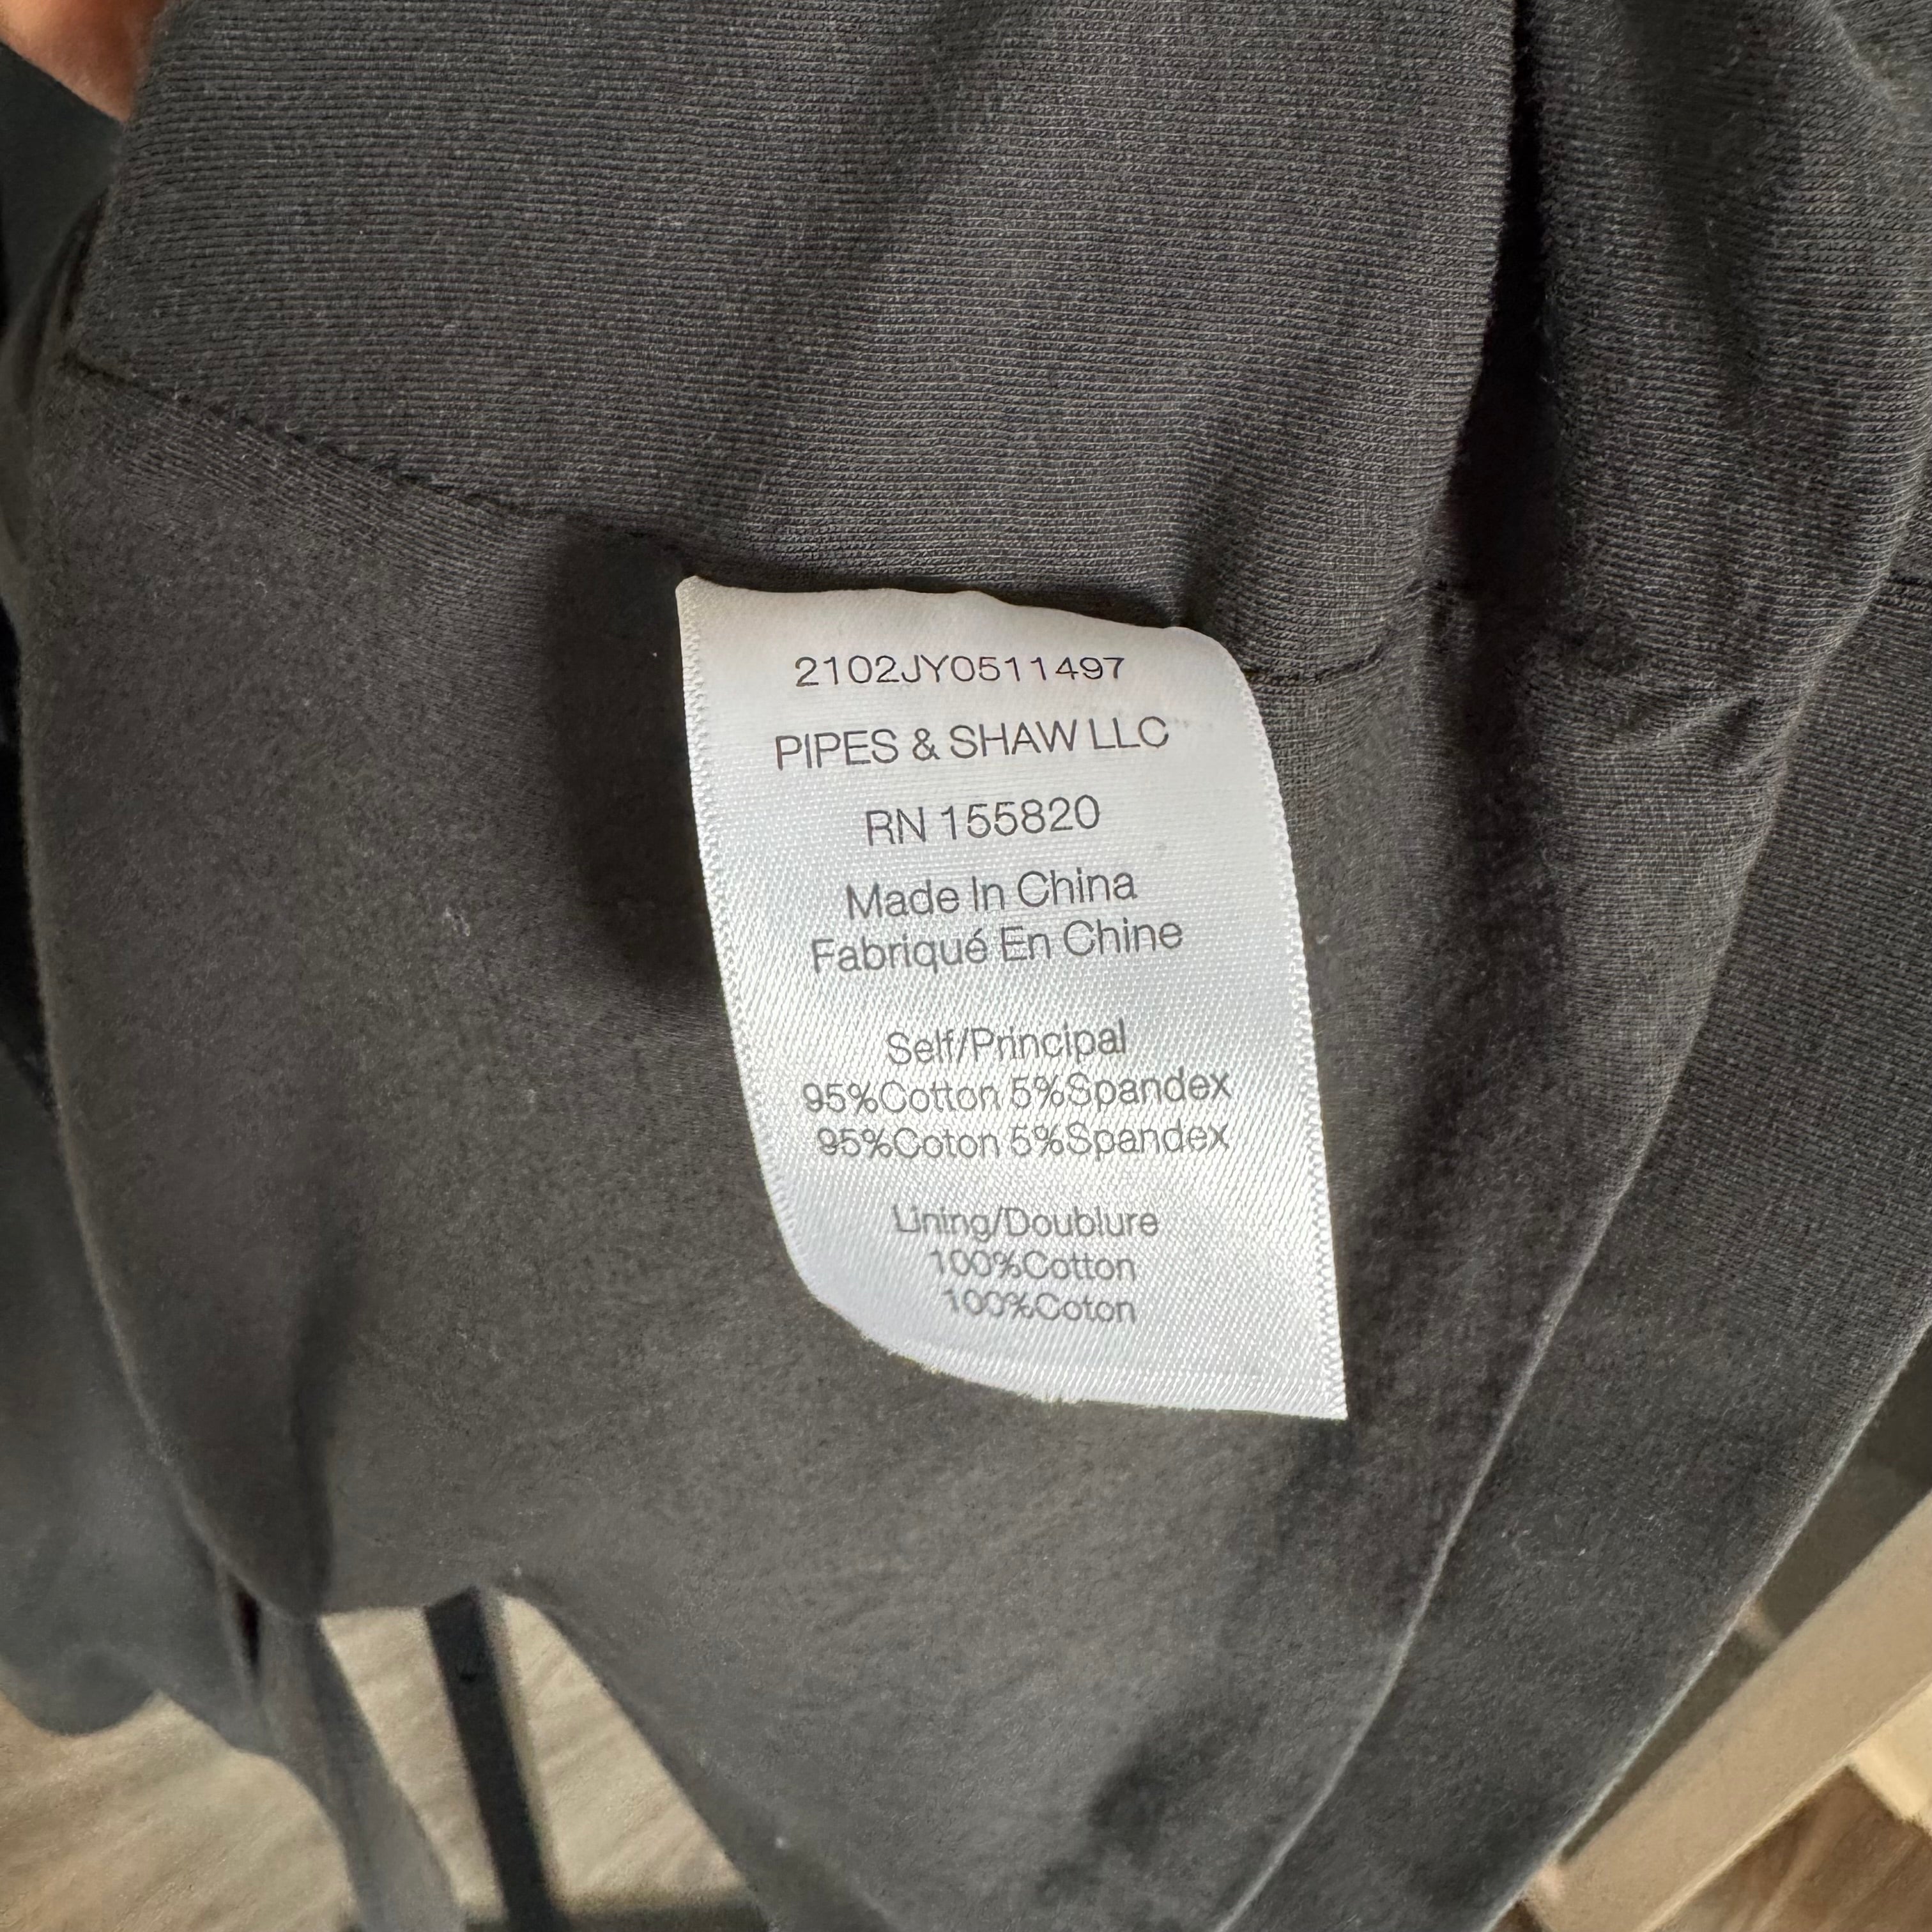 2102JY0511497
PIPES & SHAW LLC
RN 155820
Made In China
Fabriqué En Chine
Self/Principal
95%Cotton 5%Spandex
95%Coton 5%Spandex
Lining/Doublure
100%Cotton
100%Coton